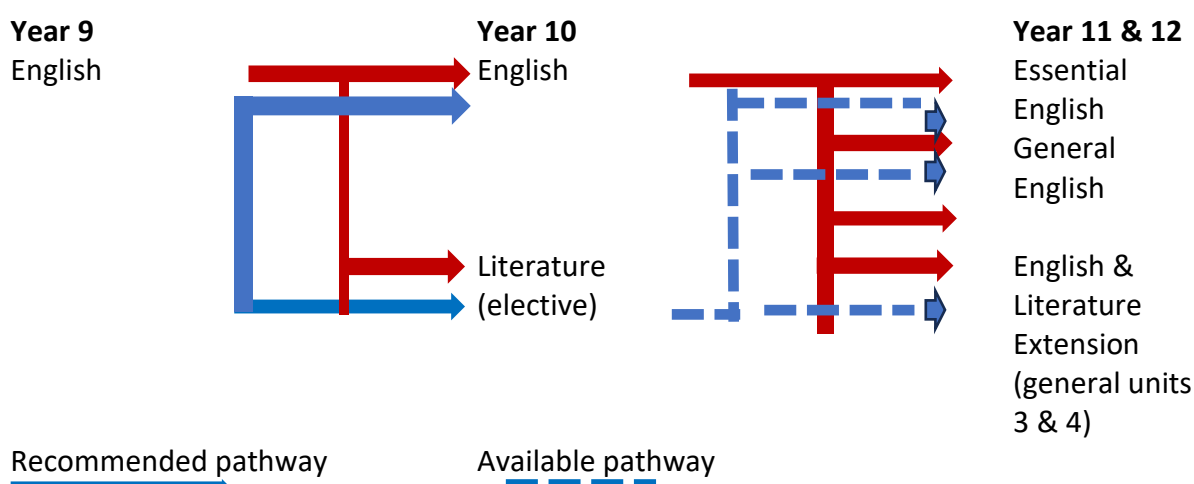 Year 9
English
Year 10
English
Literature
(elective)
Year 11 & 12
Essential
English
General
English
English &
Literature
Extension
(general units
3 & 4)
Recommended pathway
Available pathway